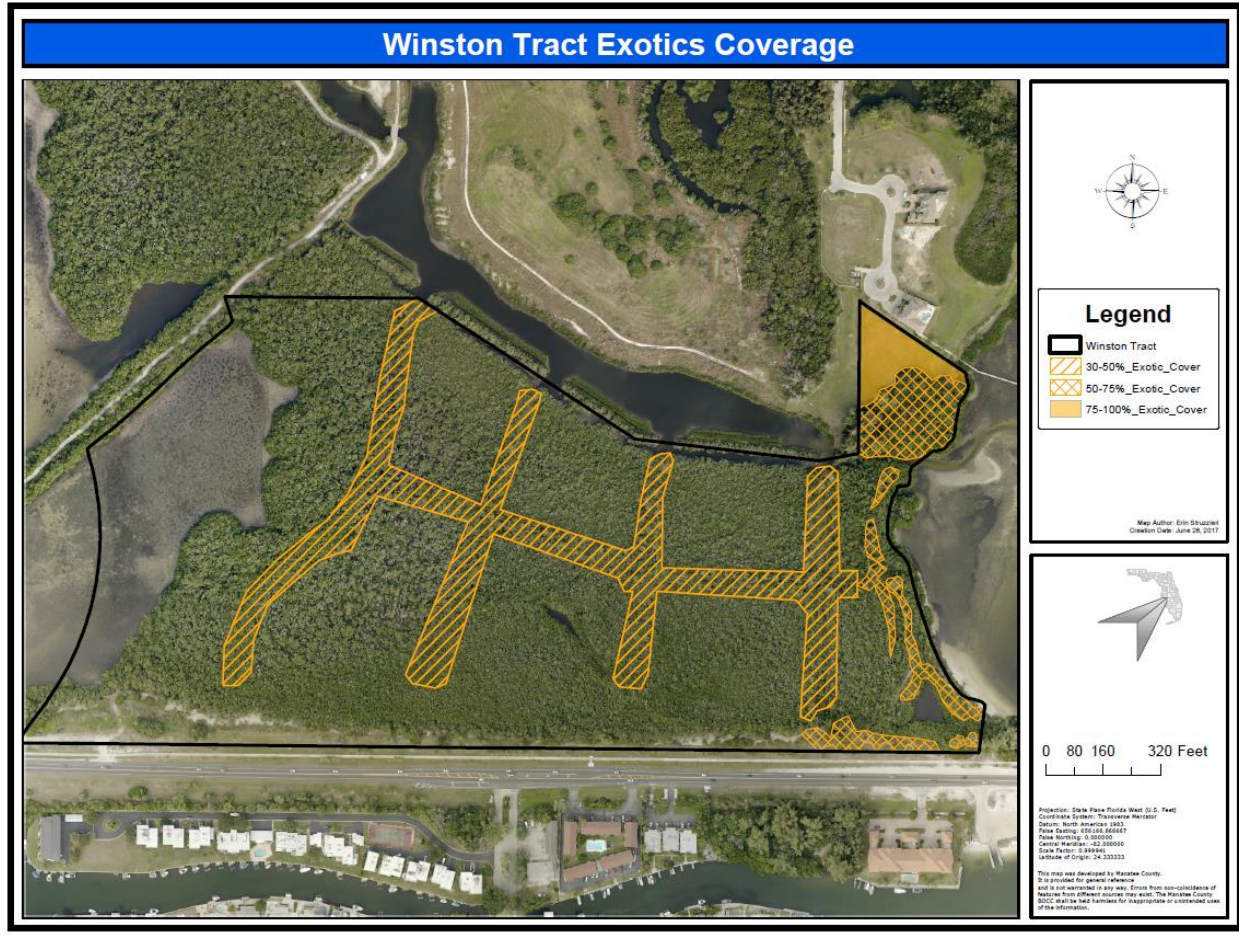 Winston Tract Exotics Coverage
N
W
E
S
Legend
Winston Tract
30-50%_Exotic_Cover
50-75%_Exotic_Cover
75-100%_Exotic_Cover
Map Author: Erin Struzzieri
Creation Date: June 28, 2017
0 80 160 320 Feet
Projection: State Plane Florida West (U.S. Feet)
Coordinate System: Transverse Mercator
Datum: North American 1983
False Easting: 656166.666667
False Northing: 0.000000
Central Meridian: -82.000000
Scale Factor: 0.999941
Latitude of Origin: 24.333333
This map was developed by Manatee County.
It is provided for general reference
and is not warranted in any way. Errors from non-coincidence of
features from different sources may exist. The Manatee County
BOCC shall be held harmless for inappropriate or unintended uses
of the information.